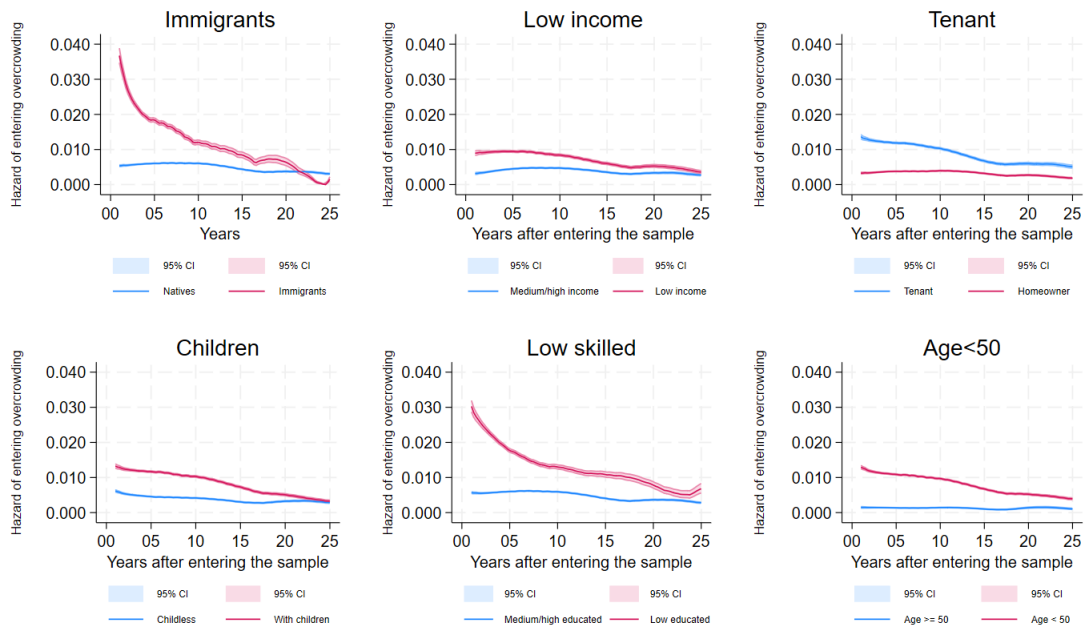 Immigrants
Hazard of entering overcrowding
0.040
0.030
0.020
0.010
0.000
00 05 10 15 20 25
Years
95% CI 95% CI
Natives Immigrants
Low income
Hazard of entering overcrowding
0.040
0.030
0.020
0.010
0.000
00 05 10 15 20 25
Years after entering the sample
95% CI 95% CI
Medium/high income Low income
Tenant
Hazard of entering overcrowding
0.040
0.030
0.020
0.010
0.000
00 05 10 15 20 25
Years after entering the sample
95% CI 95% CI
Tenant Homeowner
Children
Hazard of entering overcrowding
0.040
0.030
0.020
0.010
0.000
00 05 10 15 20 25
Years after entering the sample
95% CI 95% CI
Childless With children
Low skilled
Hazard of entering overcrowding
0.040
0.030
0.020
0.010
0.000
00 05 10 15 20 25
Years after entering the sample
95% CI 95% CI
Medium/high educated Low educated
Age<50
Hazard of entering overcrowding
0.040
0.030
0.020
0.010
0.000
00 05 10 15 20 25
Years after entering the sample
95% CI 95% CI
Age >= 50 Age < 50